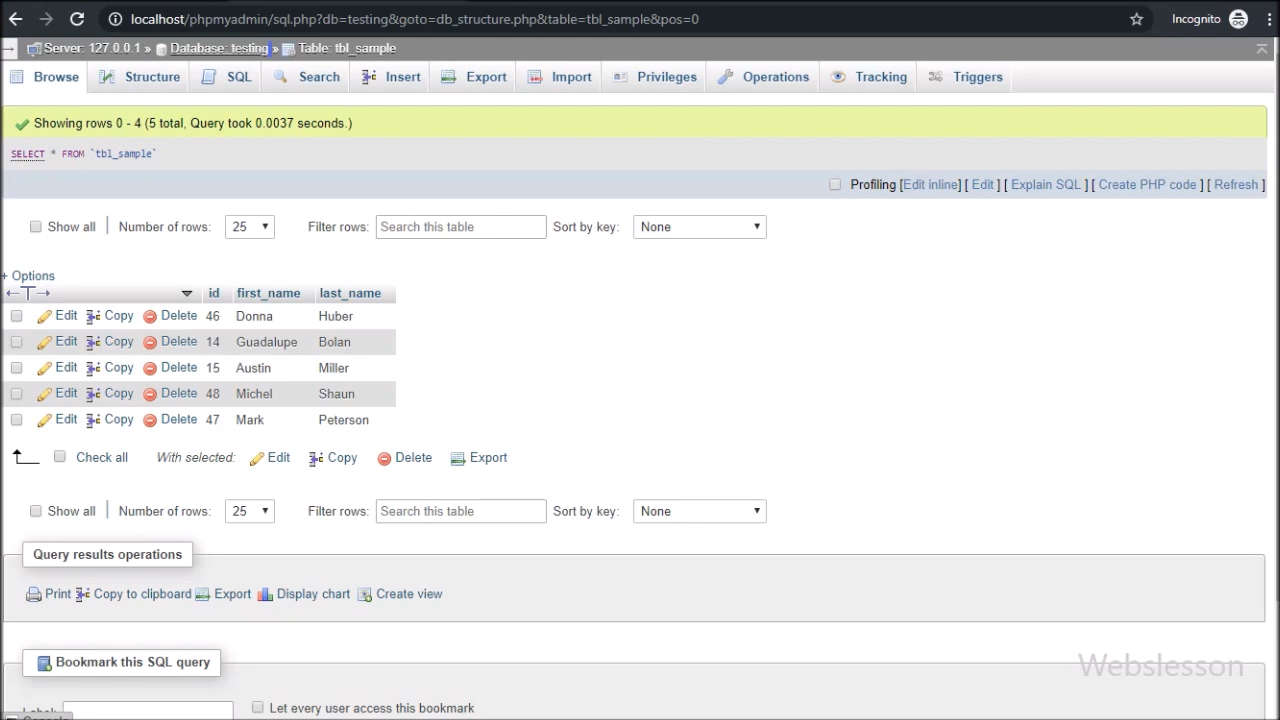 localhost/phpmyadmin/sql.php?db=testing&goto=db_structure.php&table=tbl_sample&pos=0
Incognito
Server: 127.0.0.1 » Database: testing » Table: tbl_sample
Browse Structure SQL Search Insert Export Import Privileges Operations Tracking Triggers
Showing rows 0 - 4 (5 total, Query took 0.0037 seconds.)
SELECT * FROM `tbl_sample`
Profiling [Edit inline] [ Edit ] [ Explain SQL ] [ Create PHP code ] [ Refresh ]
Show all | Number of rows: 25 Filter rows: Search this table Sort by key: None
+ Options
id first_name last_name
Edit Copy Delete 46 Donna Huber
Edit Copy Delete 14 Guadalupe Bolan
Edit Copy Delete 15 Austin Miller
Edit Copy Delete 48 Michel Shaun
Edit Copy Delete 47 Mark Peterson
Check all With selected: Edit Copy Delete Export
Show all | Number of rows: 25 Filter rows: Search this table Sort by key: None
Query results operations
Print Copy to clipboard Export Display chart Create view
Bookmark this SQL query
Webslesson
Label: Let every user access this bookmark
Console